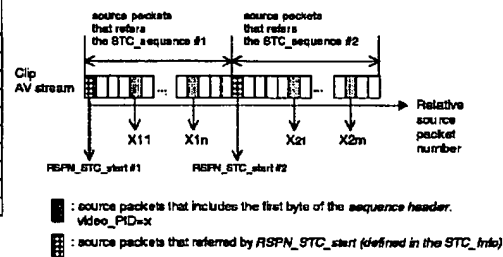 source packets
that refers
the STC_sequence #1
source packets
that refers
the STC_sequence #2
Clip
AV stream
...
...
Relative
source
packet
number
X11
X1n
X21
X2m
RSPN_STC_start #1
RSPN_STC_start #2
: source packets that includes the first byte of the sequence header.
video_PID=x
: source packets that referred by RSPN_STC_start (defined in the STC_Info)